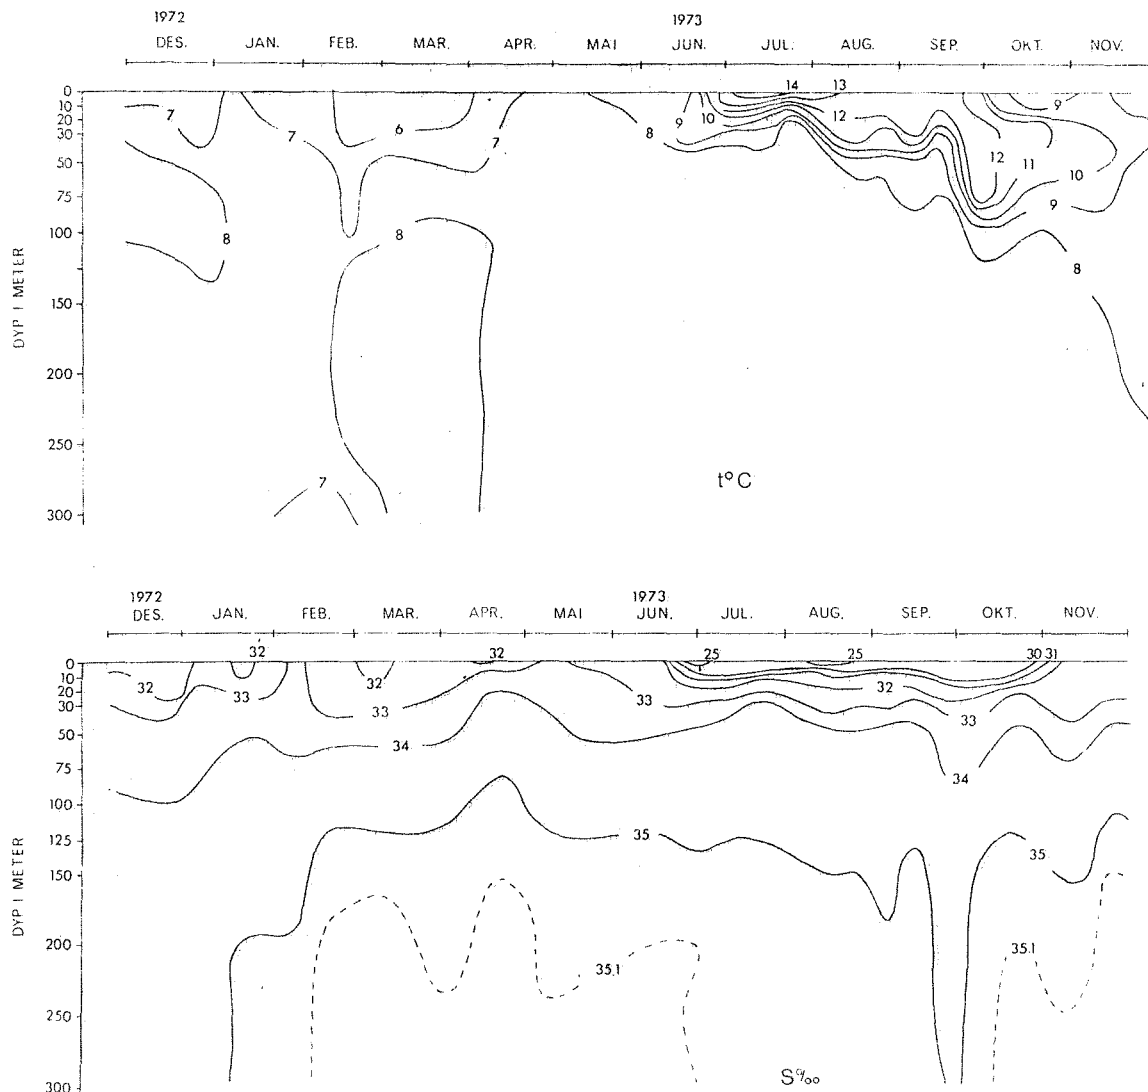 1972 1973
DES. JAN. FEB. MAR. APR. MAI JUN. JUL. AUG. SEP. OKT. NOV.
0
10
20
30
50
75
100
150
200
250
300
DYP I METER
14 13
7 7 6 7 8 9 10 12 9
12 11 10 9
8 8 8
7
t°C
1972 1973
DES. JAN. FEB. MAR. APR. MAI JUN. JUL. AUG. SEP. OKT. NOV.
32 32 25 25 30 31
0
10
20
30
50
75
100
125
150
200
250
300
DYP I METER
32 33 32 33 33 32 33
34 34
35 35
35.1 35.1
S‰